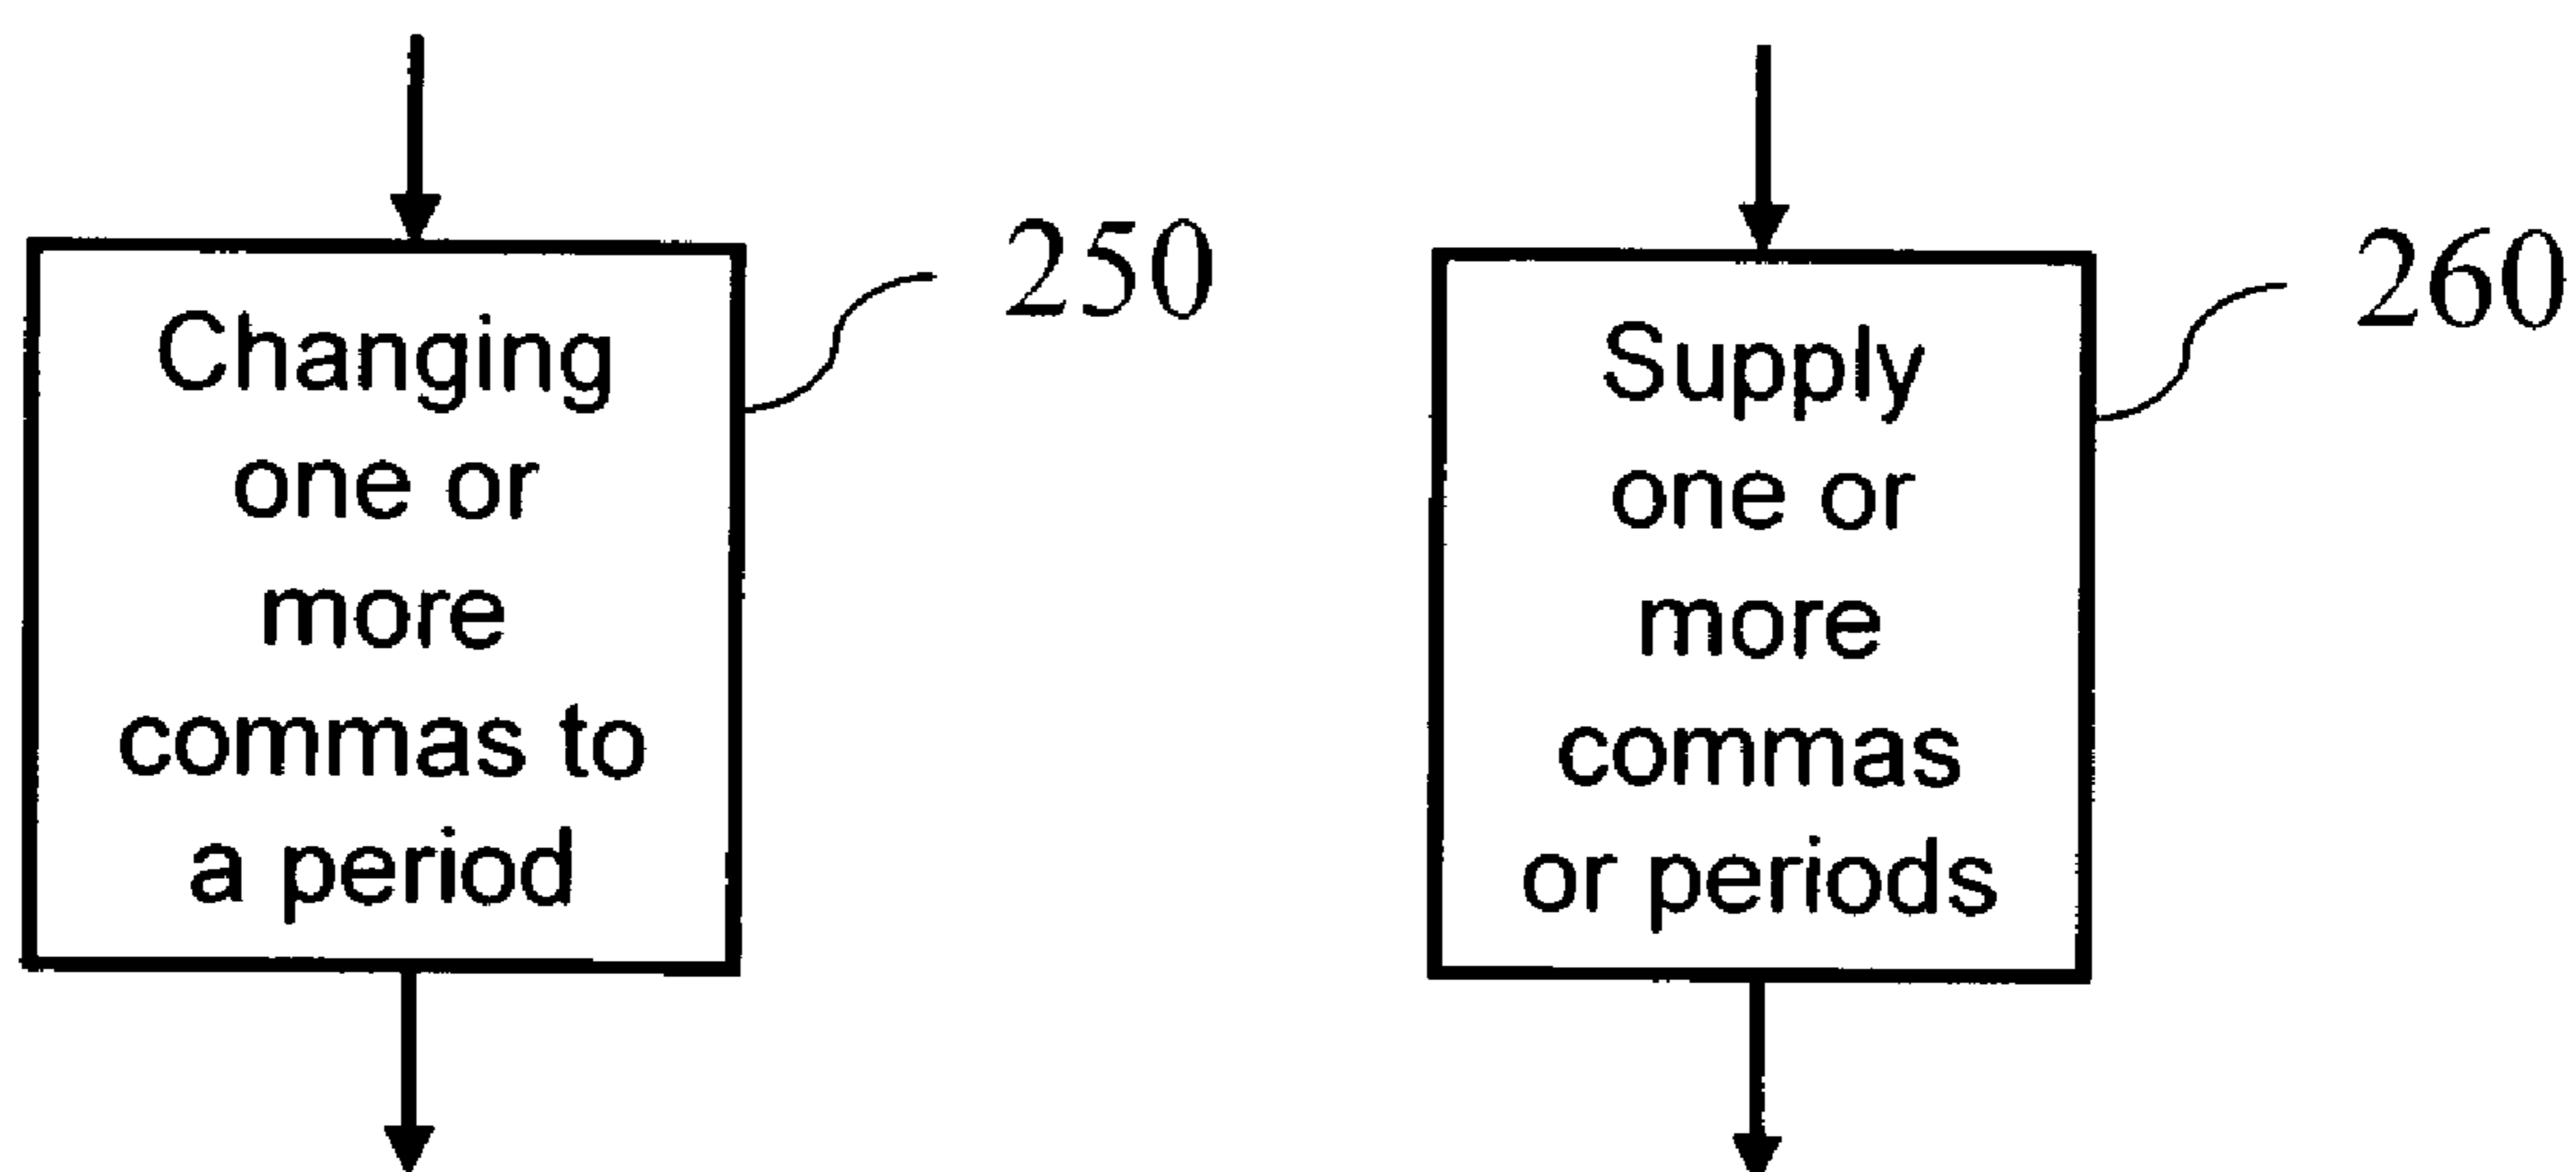 Changing
one or
more
commas to
a period
250
Supply
one or
more
commas
or periods
260